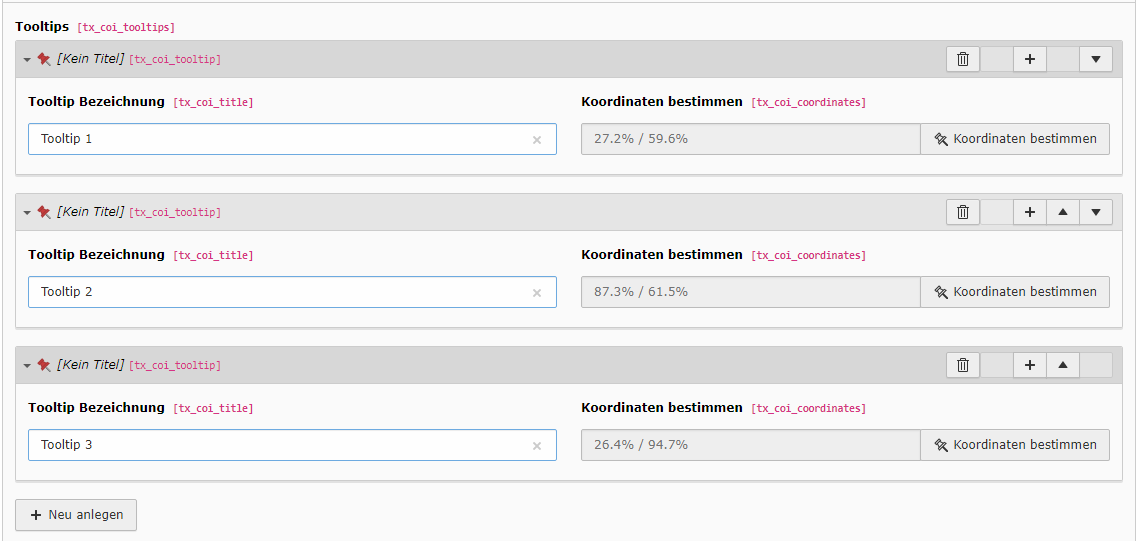 Tooltips [tx_coi_tooltips]
[Kein Titel] [tx_coi_tooltip]
Tooltip Bezeichnung [tx_coi_title] Koordinaten bestimmen [tx_coi_coordinates]
Tooltip 1 × 27.2% / 59.6% Koordinaten bestimmen
[Kein Titel] [tx_coi_tooltip]
Tooltip Bezeichnung [tx_coi_title] Koordinaten bestimmen [tx_coi_coordinates]
Tooltip 2 × 87.3% / 61.5% Koordinaten bestimmen
[Kein Titel] [tx_coi_tooltip]
Tooltip Bezeichnung [tx_coi_title] Koordinaten bestimmen [tx_coi_coordinates]
Tooltip 3 × 26.4% / 94.7% Koordinaten bestimmen
+ Neu anlegen